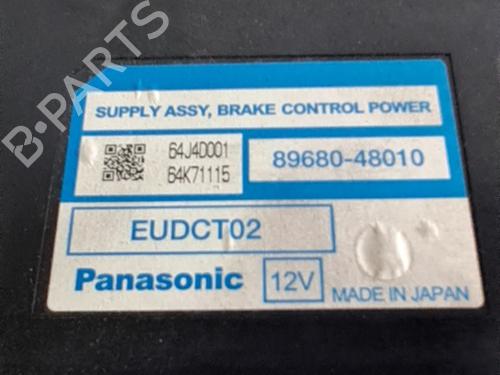 B-PARTS
SUPPLY ASSY, BRAKE CONTROL POWER
64J4D001
64K71115
89680-48010
EUDCT02
Panasonic
12V
MADE IN JAPAN